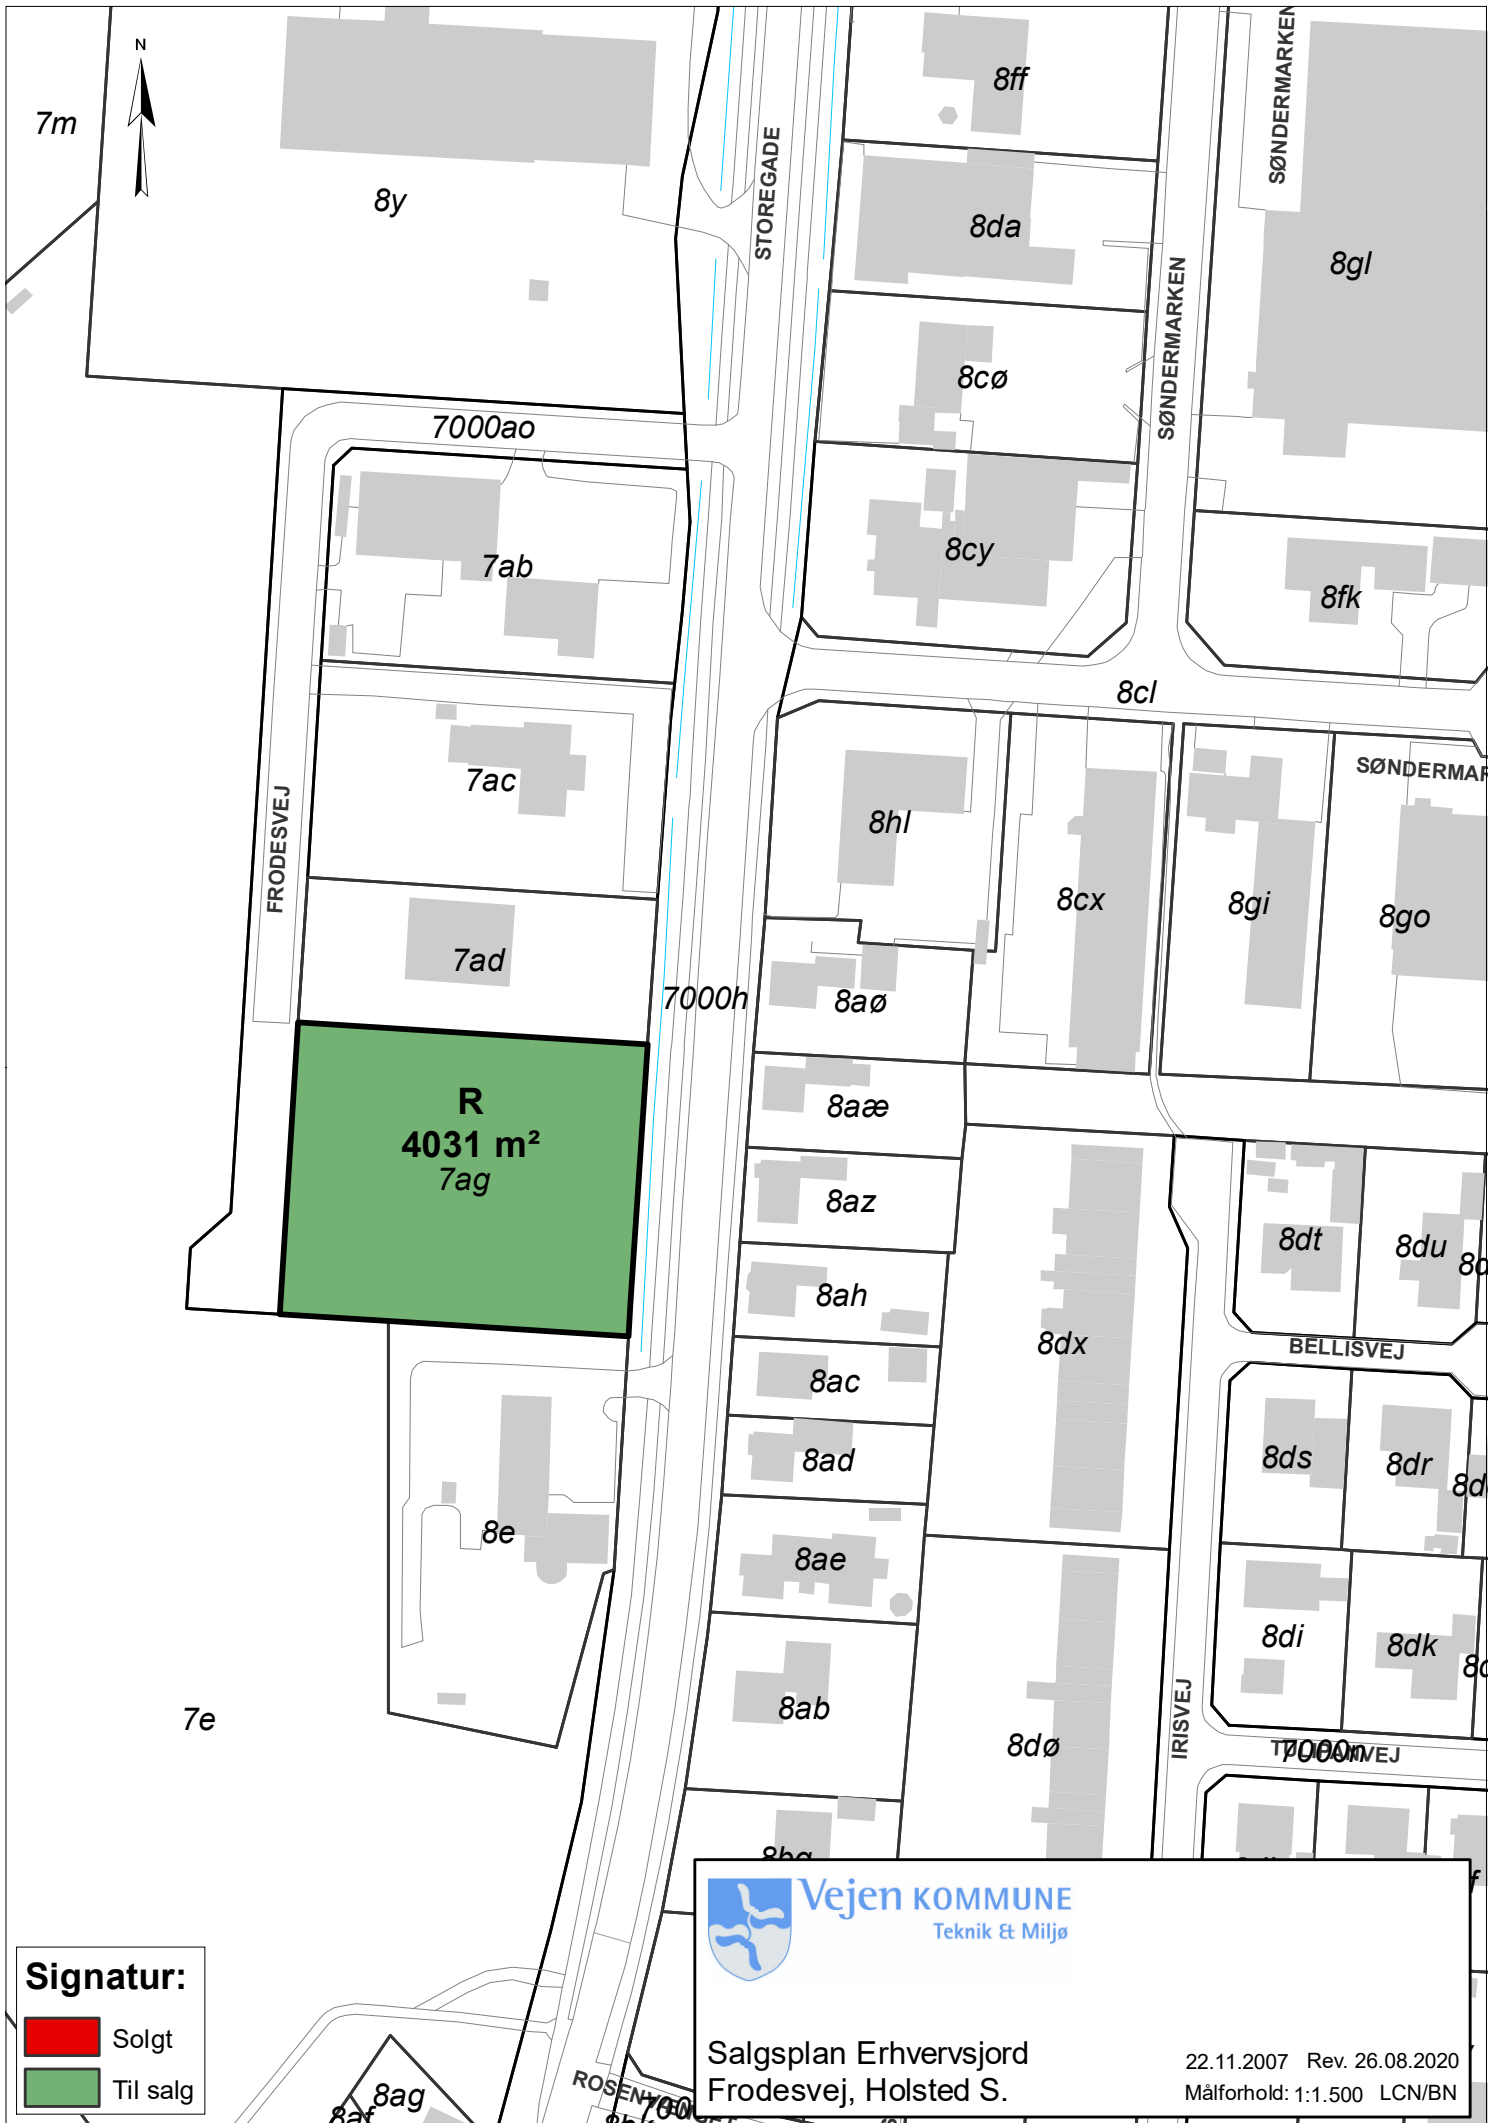 N
7m
8y
STOREGADE
8ff
SØNDERMARKEN
8da
8gl
SØNDERMARKEN
8cø
7000ao
7ab
8cy
8fk
8cl
7ac
SØNDERMAR
FRODESVEJ
8hl
8cx
8gi
8go
7ad
7000h
8aø
R
4031 m²
7ag
8aæ
8az
8dt
8du
8ah
8dx
BELLISVEJ
8ac
8ad
8ds
8dr
8e
8ae
8di
8dk
7e
8ab
8dø
IRISVEJ
7000n
TULIPANVEJ
Vejen KOMMUNE
Teknik & Miljø
Salgsplan Erhvervsjord
Frodesvej, Holsted S.
22.11.2007 Rev. 26.08.2020
Målforhold: 1:1.500 LCN/BN
Signatur:
Solgt
Til salg
8ag
8af